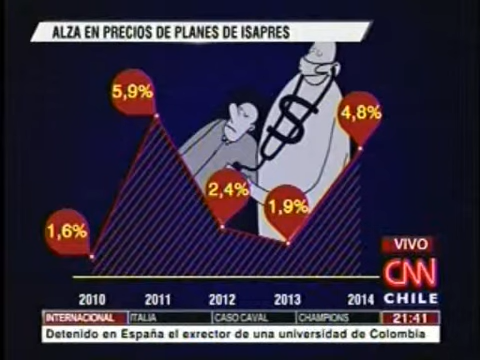 ALZA EN PRECIOS DE PLANES DE ISAPRES
5,9%
4,8%
2,4%
1,9%
1,6%
VIVO
CNN
CHILE
2010 2011 2012 2013 2014
INTERNACIONAL ITALIA CASO CAVAL CHAMPIONS 21:41
Detenido en España el exrector de una universidad de Colombia